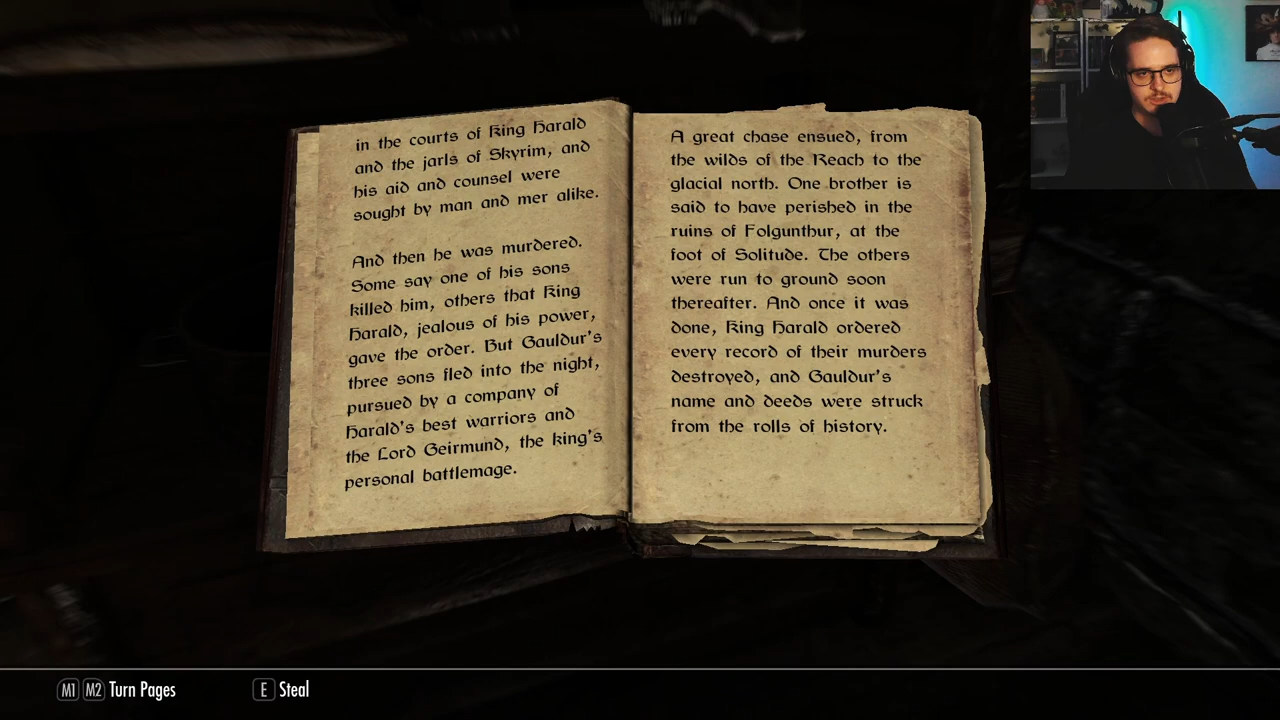 in the courts of King Harald
and the jarls of Skyrim, and
his aid and counsel were
sought by man and mer alike.
And then he was murdered.
Some say one of his sons
killed him, others that King
Harald, jealous of his power,
gave the order. But Gauldur's
three sons fled into the night,
pursued by a company of
Harald's best warriors and
the Lord Geirmund, the king's
personal battlemage.
A great chase ensued, from
the wilds of the Reach to the
glacial north. One brother is
said to have perished in the
ruins of Folgunthur, at the
foot of Solitude. The others
were run to ground soon
thereafter. And once it was
done, King Harald ordered
every record of their murders
destroyed, and Gauldur's
name and deeds were struck
from the rolls of history.
M1 M2 Turn Pages
E Steal